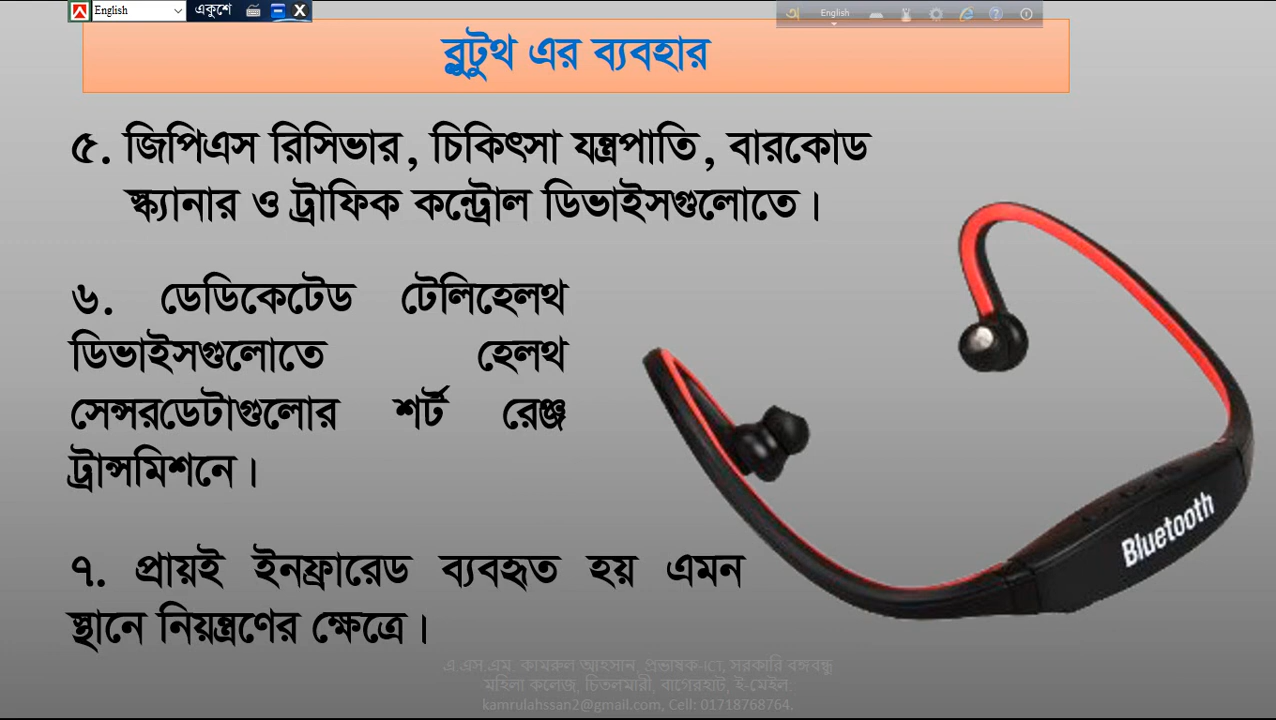 English
একুশে
X
English
ব্লুটুথ এর ব্যবহার
৫. জিপিএস রিসিভার, চিকিৎসা যন্ত্রপাতি, বারকোড
স্ক্যানার ও ট্রাফিক কন্ট্রোল ডিভাইসগুলোতে।
৬. ডেডিকেটেড টেলিহেলথ
ডিভাইসগুলোতে হেলথ
সেন্সরডেটাগুলোর শর্ট রেঞ্জ
ট্রান্সমিশনে।
৭. প্রায়ই ইনফ্রারেড ব্যবহৃত হয় এমন
স্থানে নিয়ন্ত্রণের ক্ষেত্রে।
Bluetooth
এ.এস.এম. কামরুল আহসান, প্রভাষক-ICT, সরকারি বঙ্গবন্ধু
মহিলা কলেজ, চিতলমারী, বাগেরহাট, ই-মেইল:
kamrulahssan2@gmail.com, Cell: 01718768764.